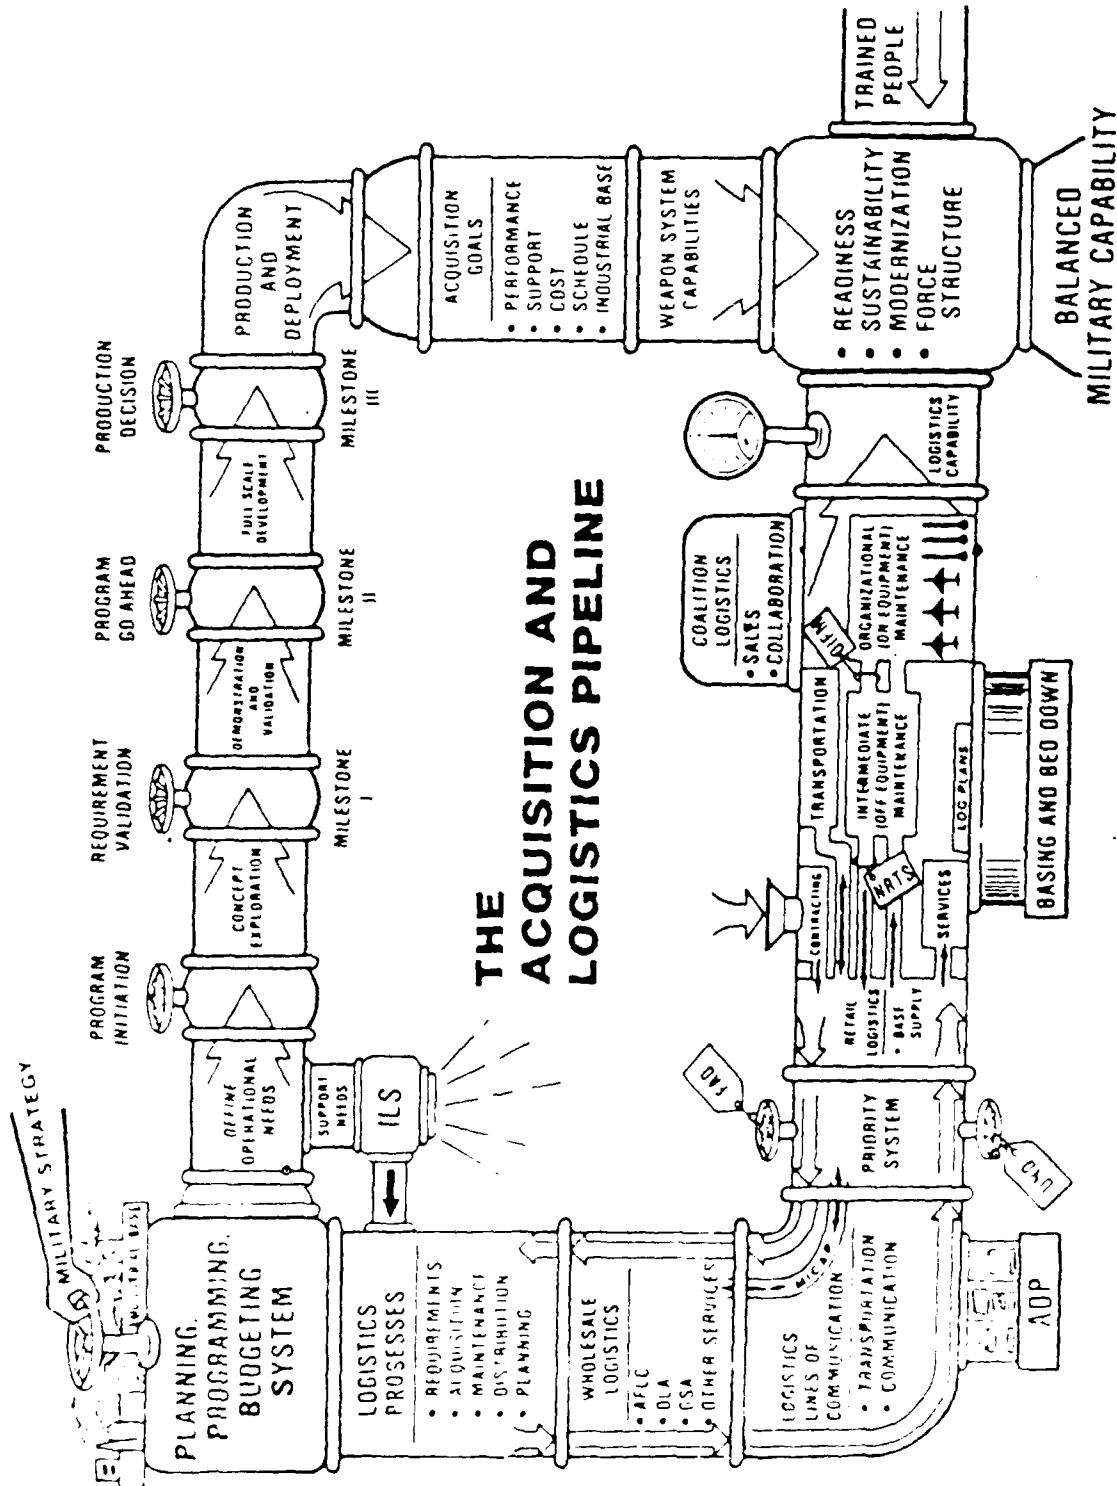 MILITARY STRATEGY
PLANNING,
PROGRAMMING,
BUDGETING
SYSTEM
DEFINE
OPERATIONAL
NEEDS
PROGRAM
INITIATION
CONCEPT
EXPLORATION
REQUIREMENT
VALIDATION
MILESTONE
I
DEMONSTRATION
AND
VALIDATION
PROGRAM
GO AHEAD
MILESTONE
II
FULL SCALE
DEVELOPMENT
PRODUCTION
DECISION
MILESTONE
III
PRODUCTION
AND
DEPLOYMENT
SUPPORT
NEEDS
ILS
ACQUISITION
GOALS
• PERFORMANCE
• SUPPORT
• COST
• SCHEDULE
• INDUSTRIAL BASE
WEAPON SYSTEM
CAPABILITIES
THE
ACQUISITION AND
LOGISTICS PIPELINE
LOGISTICS
PROSESSES
• REQUIREMENTS
• ACQUISITION
• MAINTENANCE
• DISTRIBUTION
• PLANNING
WHOLESALE
LOGISTICS
• AFLC
• DLA
• GSA
• OTHER SERVICES
MICAP
LOGISTICS
LINES OF
COMMUNICATION
• TRANSPORTATION
• COMMUNICATION
ADP
FAD
PRIORITY
SYSTEM
UND
RETAIL
LOGISTICS
• BASE
SUPPLY
CONTRACTING
NRTS
SERVICES
TRANSPORTATION
INTERMEDIATE
(OFF EQUIPMENT)
MAINTENANCE
LOG PLANS
BASING AND BED DOWN
COALITION
LOGISTICS
• SALES
• COLLABORATION
DIFM
ORGANIZATIONAL
(ON EQUIPMENT)
MAINTENANCE
LOGISTICS
CAPABILITY
• READINESS
• SUSTAINABILITY
• MODERNIZATION
• FORCE
STRUCTURE
TRAINED
PEOPLE
BALANCED
MILITARY CAPABILITY